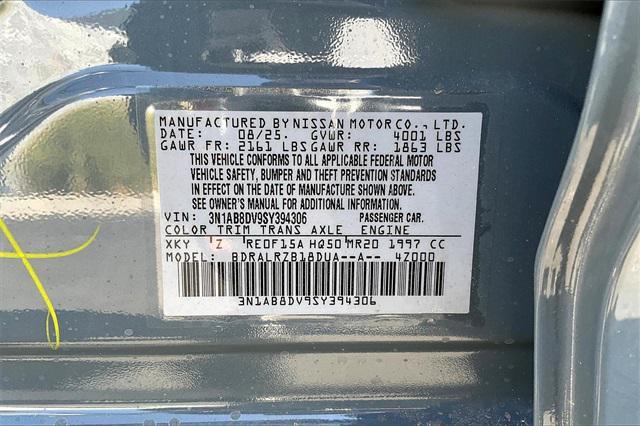 MANUFACTURED BY NISSAN MOTOR CO., LTD.
DATE: 08/25. GVWR: 4001 LBS
GAWR FR: 2161 LBS GAWR RR: 1863 LBS
THIS VEHICLE CONFORMS TO ALL APPLICABLE FEDERAL MOTOR
VEHICLE SAFETY, BUMPER AND THEFT PREVENTION STANDARDS
IN EFFECT ON THE DATE OF MANUFACTURE SHOWN ABOVE.
SEE OWNER'S MANUAL FOR ADDITIONAL INFORMATION.
VIN: 3N1AB8DV9SY394306 PASSENGER CAR.
COLOR TRIM TRANS AXLE ENGINE
XKY Z RE0F15A HQ50 MR20 1997 CC
MODEL: BDRALRZB18DUA--A-- 4Z000
3N1AB8DV9SY394306